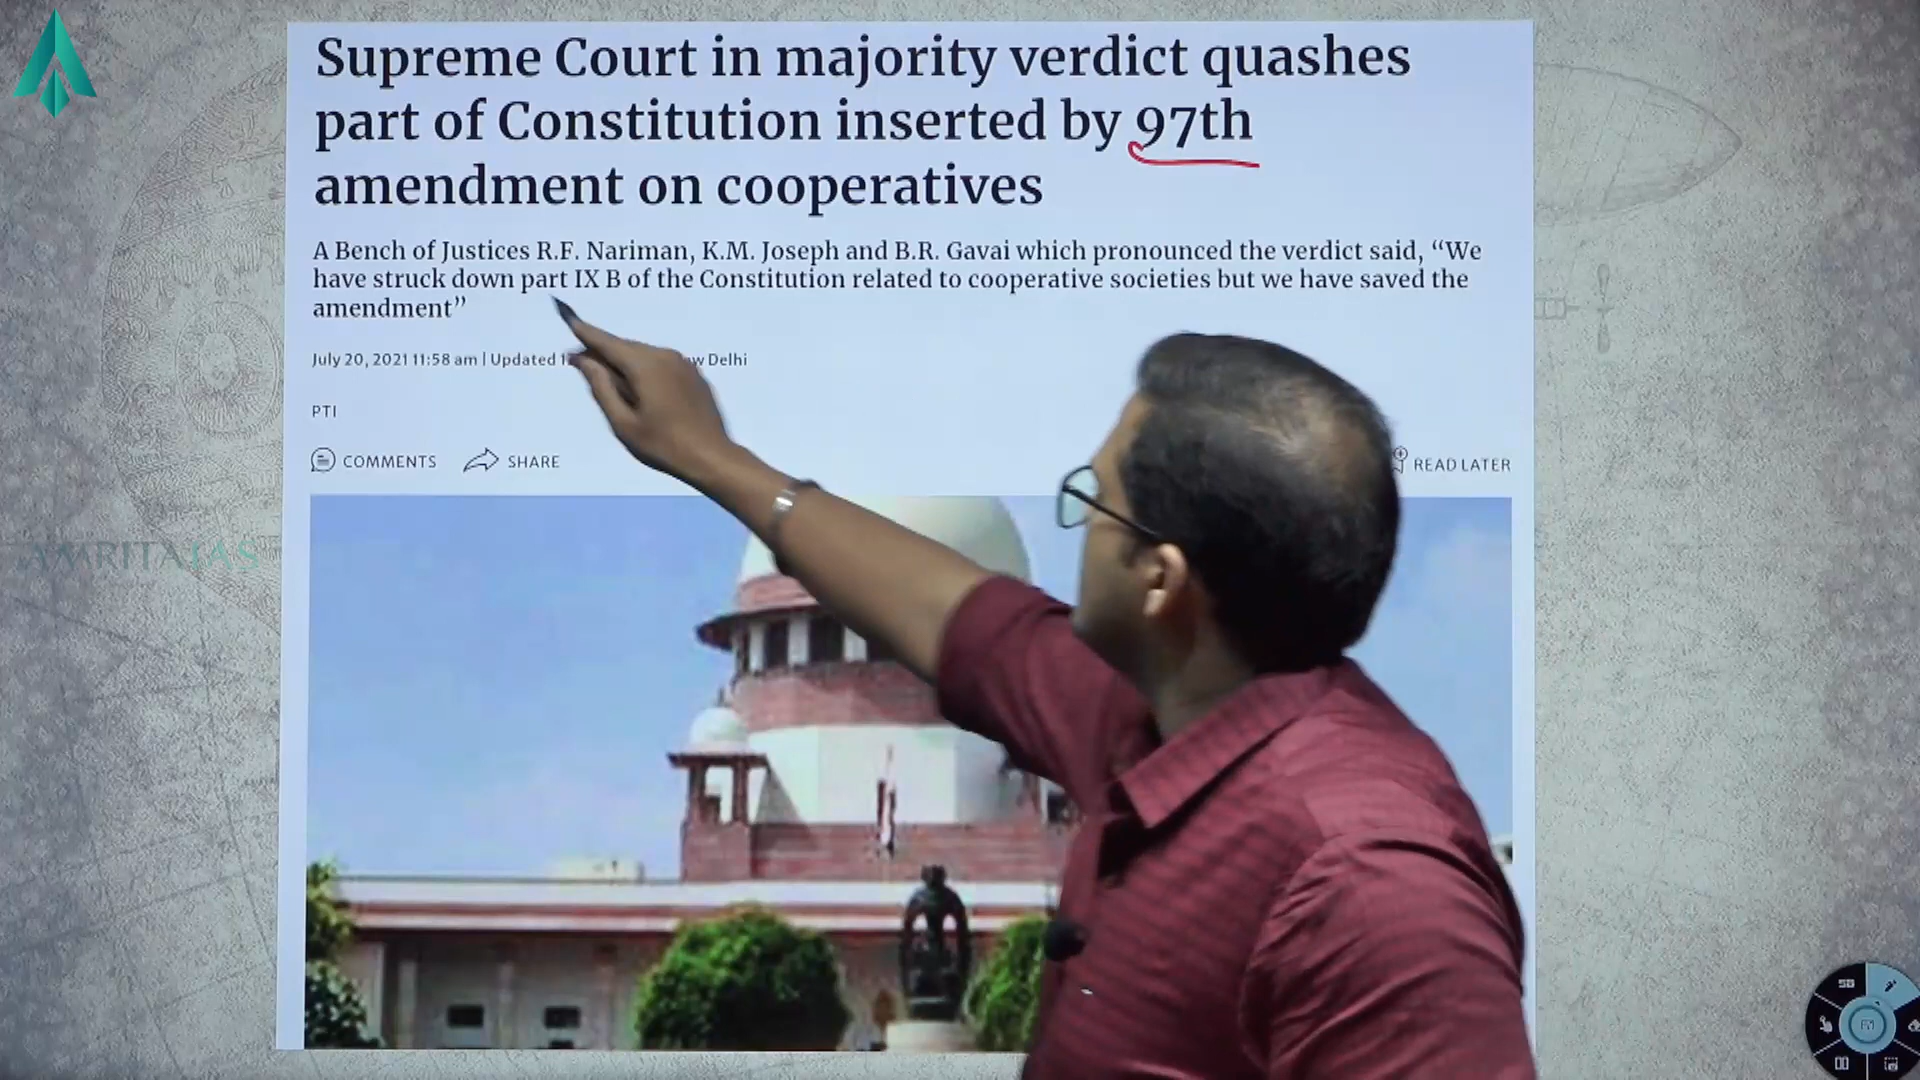 Supreme Court in majority verdict quashes
part of Constitution inserted by 97th
amendment on cooperatives
A Bench of Justices R.F. Nariman, K.M. Joseph and B.R. Gavai which pronounced the verdict said, “We
have struck down part IX B of the Constitution related to cooperative societies but we have saved the
amendment”
July 20, 2021 11:58 am | Updated Delhi
PTI
COMMENTS SHARE
READ LATER
AMRITA IAS